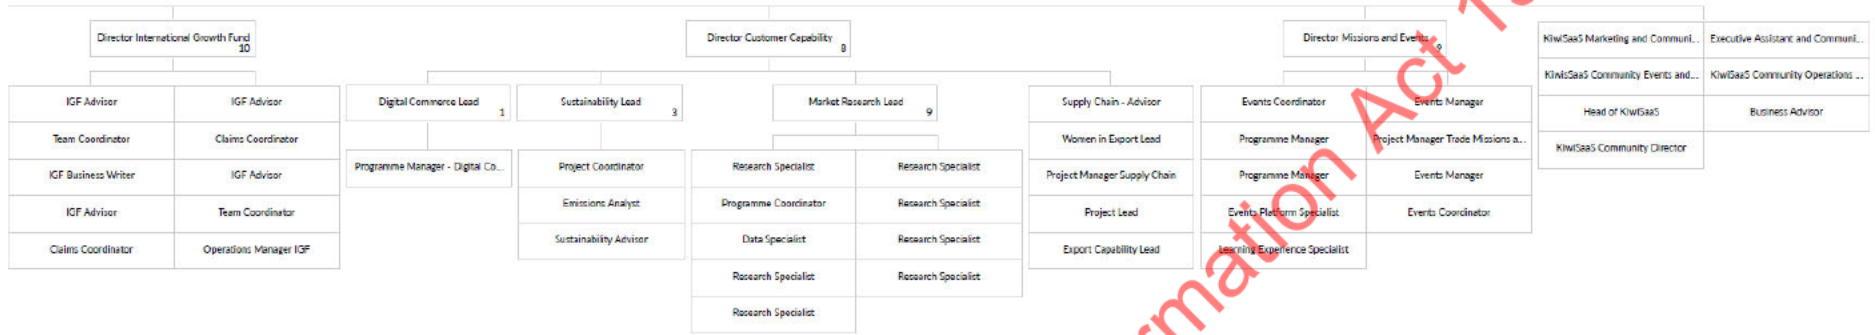 Director International Growth Fund
10
IGF Advisor
IGF Advisor
Team Coordinator
Claims Coordinator
IGF Business Writer
IGF Advisor
IGF Advisor
Team Coordinator
Claims Coordinator
Operations Manager IGF
Director Customer Capability
8
Digital Commerce Lead
1
Programme Manager - Digital Co...
Sustainability Lead
3
Project Coordinator
Emissions Analyst
Sustainability Advisor
Market Research Lead
9
Research Specialist
Research Specialist
Programme Coordinator
Research Specialist
Data Specialist
Research Specialist
Research Specialist
Research Specialist
Research Specialist
Supply Chain - Advisor
Women in Export Lead
Project Manager Supply Chain
Project Lead
Export Capability Lead
Director Missions and Events
9
Events Coordinator
Events Manager
Programme Manager
Project Manager Trade Missions a...
Programme Manager
Events Manager
Events Platform Specialist
Events Coordinator
Learning Experience Specialist
KiwiSaaS Marketing and Communi...
Executive Assistant and Communi...
KiwisSaaS Community Events and...
KiwiSaaS Community Operations ...
Head of KiwiSaaS
Business Advisor
KiwiSaaS Community Director
rmation Act 1